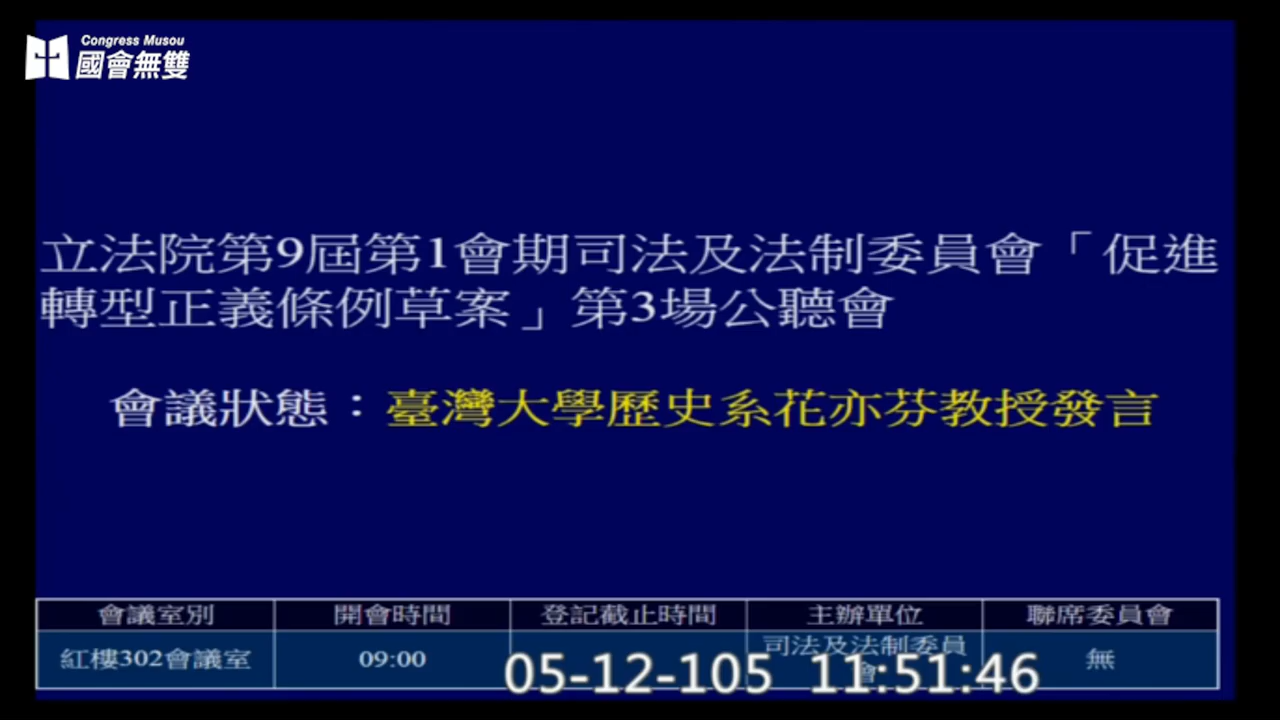 Congress Musou
國會無雙
立法院第9屆第1會期司法及法制委員會「促進
轉型正義條例草案」第3場公聽會
會議狀態：臺灣大學歷史系花亦芬教授發言
會議室別 開會時間 登記截止時間 主辦單位 聯席委員會
紅樓302會議室 09:00 司法及法制委員會 無
05-12-105 11:51:46